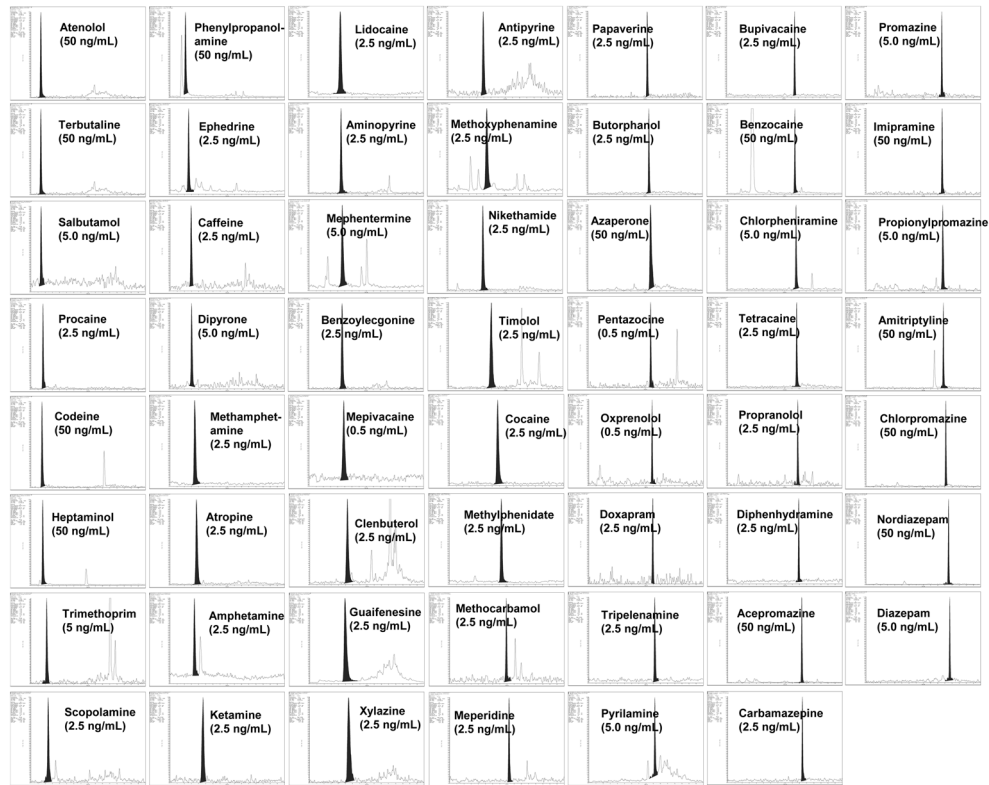 Atenolol
(50 ng/mL)
Phenylpropanol-
amine
(50 ng/mL)
Lidocaine
(2.5 ng/mL)
Antipyrine
(2.5 ng/mL)
Papaverine
(2.5 ng/mL)
Bupivacaine
(2.5 ng/mL)
Promazine
(5.0 ng/mL)
Terbutaline
(50 ng/mL)
Ephedrine
(2.5 ng/mL)
Aminopyrine
(2.5 ng/mL)
Methoxyphenamine
(2.5 ng/mL)
Butorphanol
(2.5 ng/mL)
Benzocaine
(50 ng/mL)
Imipramine
(50 ng/mL)
Salbutamol
(5.0 ng/mL)
Caffeine
(2.5 ng/mL)
Mephentermine
(5.0 ng/mL)
Nikethamide
(2.5 ng/mL)
Azaperone
(50 ng/mL)
Chlorpheniramine
(5.0 ng/mL)
Propionylpromazine
(5.0 ng/mL)
Procaine
(2.5 ng/mL)
Dipyrone
(5.0 ng/mL)
Benzoylecgonine
(2.5 ng/mL)
Timolol
(2.5 ng/mL)
Pentazocine
(0.5 ng/mL)
Tetracaine
(2.5 ng/mL)
Amitriptyline
(50 ng/mL)
Codeine
(50 ng/mL)
Methamphet-
amine
(2.5 ng/mL)
Mepivacaine
(0.5 ng/mL)
Cocaine
(2.5 ng/mL)
Oxprenolol
(0.5 ng/mL)
Propranolol
(2.5 ng/mL)
Chlorpromazine
(50 ng/mL)
Heptaminol
(50 ng/mL)
Atropine
(2.5 ng/mL)
Clenbuterol
(2.5 ng/mL)
Methylphenidate
(2.5 ng/mL)
Doxapram
(2.5 ng/mL)
Diphenhydramine
(2.5 ng/mL)
Nordiazepam
(50 ng/mL)
Trimethoprim
(5 ng/mL)
Amphetamine
(2.5 ng/mL)
Guaifenesine
(2.5 ng/mL)
Methocarbamol
(2.5 ng/mL)
Tripelenamine
(2.5 ng/mL)
Acepromazine
(50 ng/mL)
Diazepam
(5.0 ng/mL)
Scopolamine
(2.5 ng/mL)
Ketamine
(2.5 ng/mL)
Xylazine
(2.5 ng/mL)
Meperidine
(2.5 ng/mL)
Pyrilamine
(5.0 ng/mL)
Carbamazepine
(2.5 ng/mL)